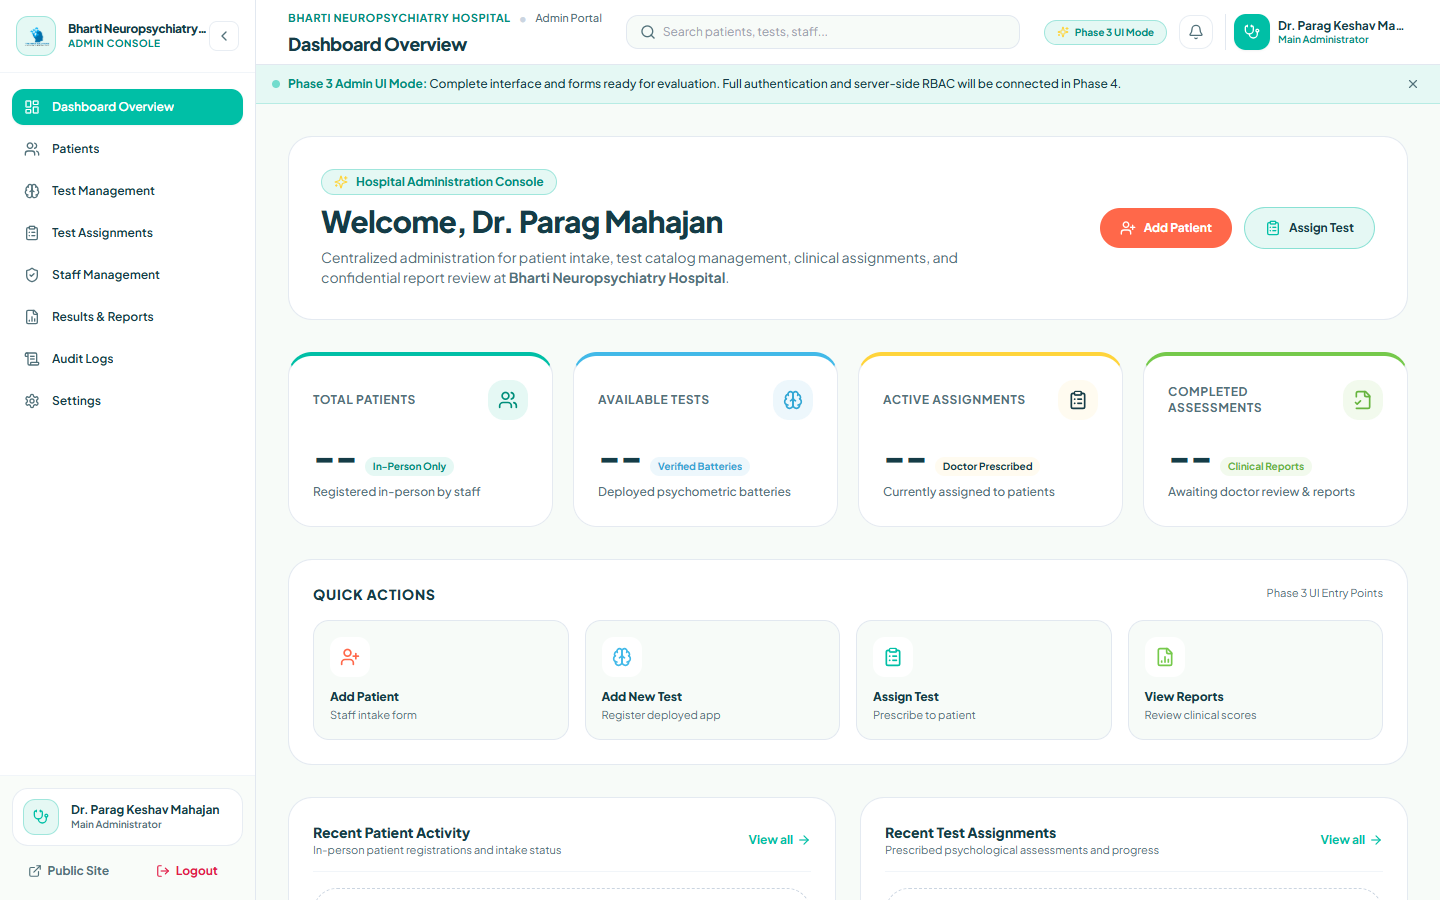 Bharti Neuropsychiatry...
ADMIN CONSOLE
Dashboard Overview
Patients
Test Management
Test Assignments
Staff Management
Results & Reports
Audit Logs
Settings
Dr. Parag Keshav Mahajan
Main Administrator
Public Site
Logout
BHARTI NEUROPSYCHIATRY HOSPITAL Admin Portal
Dashboard Overview
Search patients, tests, staff...
Phase 3 UI Mode
Dr. Parag Keshav Ma...
Main Administrator
Phase 3 Admin UI Mode: Complete interface and forms ready for evaluation. Full authentication and server-side RBAC will be connected in Phase 4.
Hospital Administration Console
Welcome, Dr. Parag Mahajan
Centralized administration for patient intake, test catalog management, clinical assignments, and
confidential report review at Bharti Neuropsychiatry Hospital.
Add Patient
Assign Test
TOTAL PATIENTS
-- In-Person Only
Registered in-person by staff
AVAILABLE TESTS
-- Verified Batteries
Deployed psychometric batteries
ACTIVE ASSIGNMENTS
-- Doctor Prescribed
Currently assigned to patients
COMPLETED
ASSESSMENTS
-- Clinical Reports
Awaiting doctor review & reports
QUICK ACTIONS
Phase 3 UI Entry Points
Add Patient
Staff intake form
Add New Test
Register deployed app
Assign Test
Prescribe to patient
View Reports
Review clinical scores
Recent Patient Activity
In-person patient registrations and intake status
View all
Recent Test Assignments
Prescribed psychological assessments and progress
View all